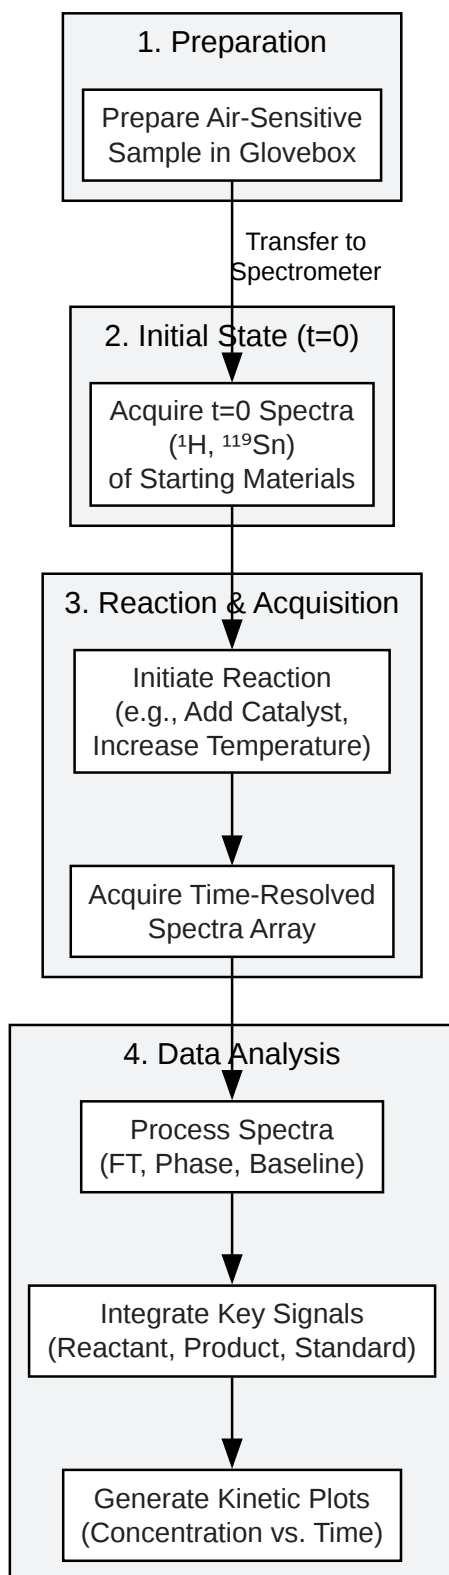 1. Preparation
Prepare Air-Sensitive
Sample in Glovebox
Transfer to
Spectrometer
2. Initial State (t=0)
Acquire t=0 Spectra
(¹H, ¹¹⁹Sn)
of Starting Materials
3. Reaction & Acquisition
Initiate Reaction
(e.g., Add Catalyst,
Increase Temperature)
Acquire Time-Resolved
Spectra Array
4. Data Analysis
Process Spectra
(FT, Phase, Baseline)
Integrate Key Signals
(Reactant, Product, Standard)
Generate Kinetic Plots
(Concentration vs. Time)